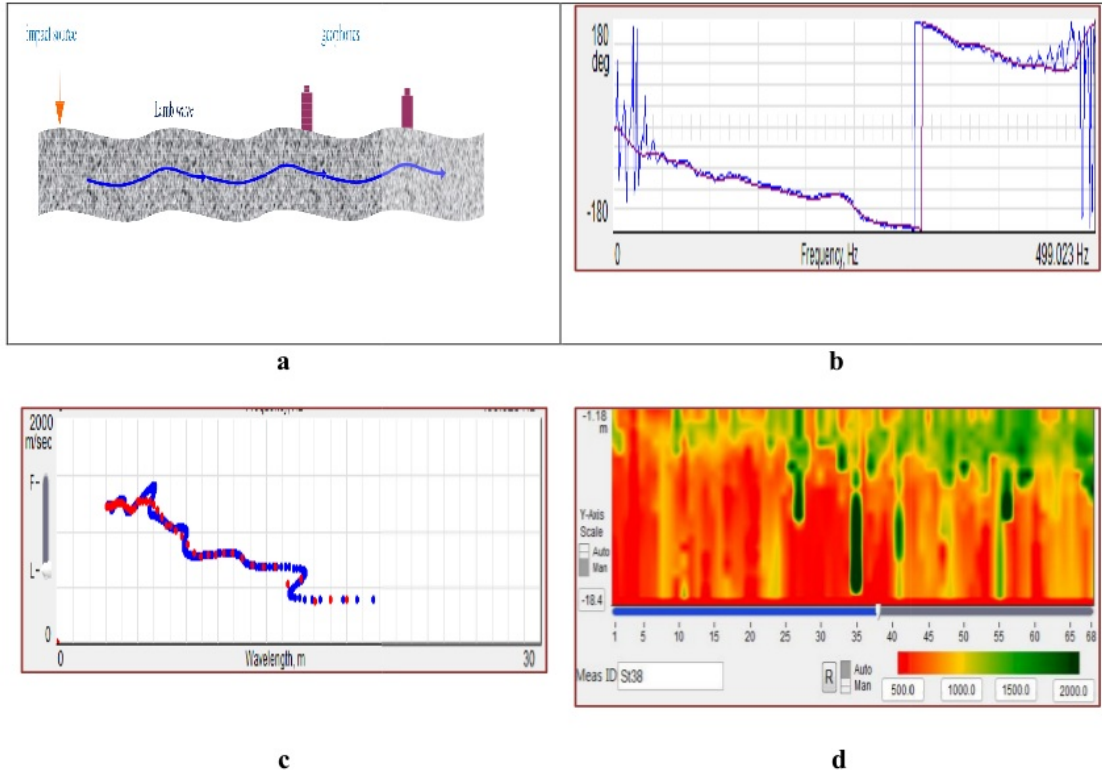 impact source
geophones
Lamb wave
a
180
deg
-180
0
Frequency, Hz
499.023 Hz
b
2000
m/sec
F-
L-
0
0
Wavelength, m
30
c
-1.18
m
Y-Axis
Scale
Auto
Man
-18.4
1 5 10 15 20 25 30 35 40 45 50 55 60 65 68
Meas ID St38
R
Auto
Man
500.0 1000.0 1500.0 2000.0
d